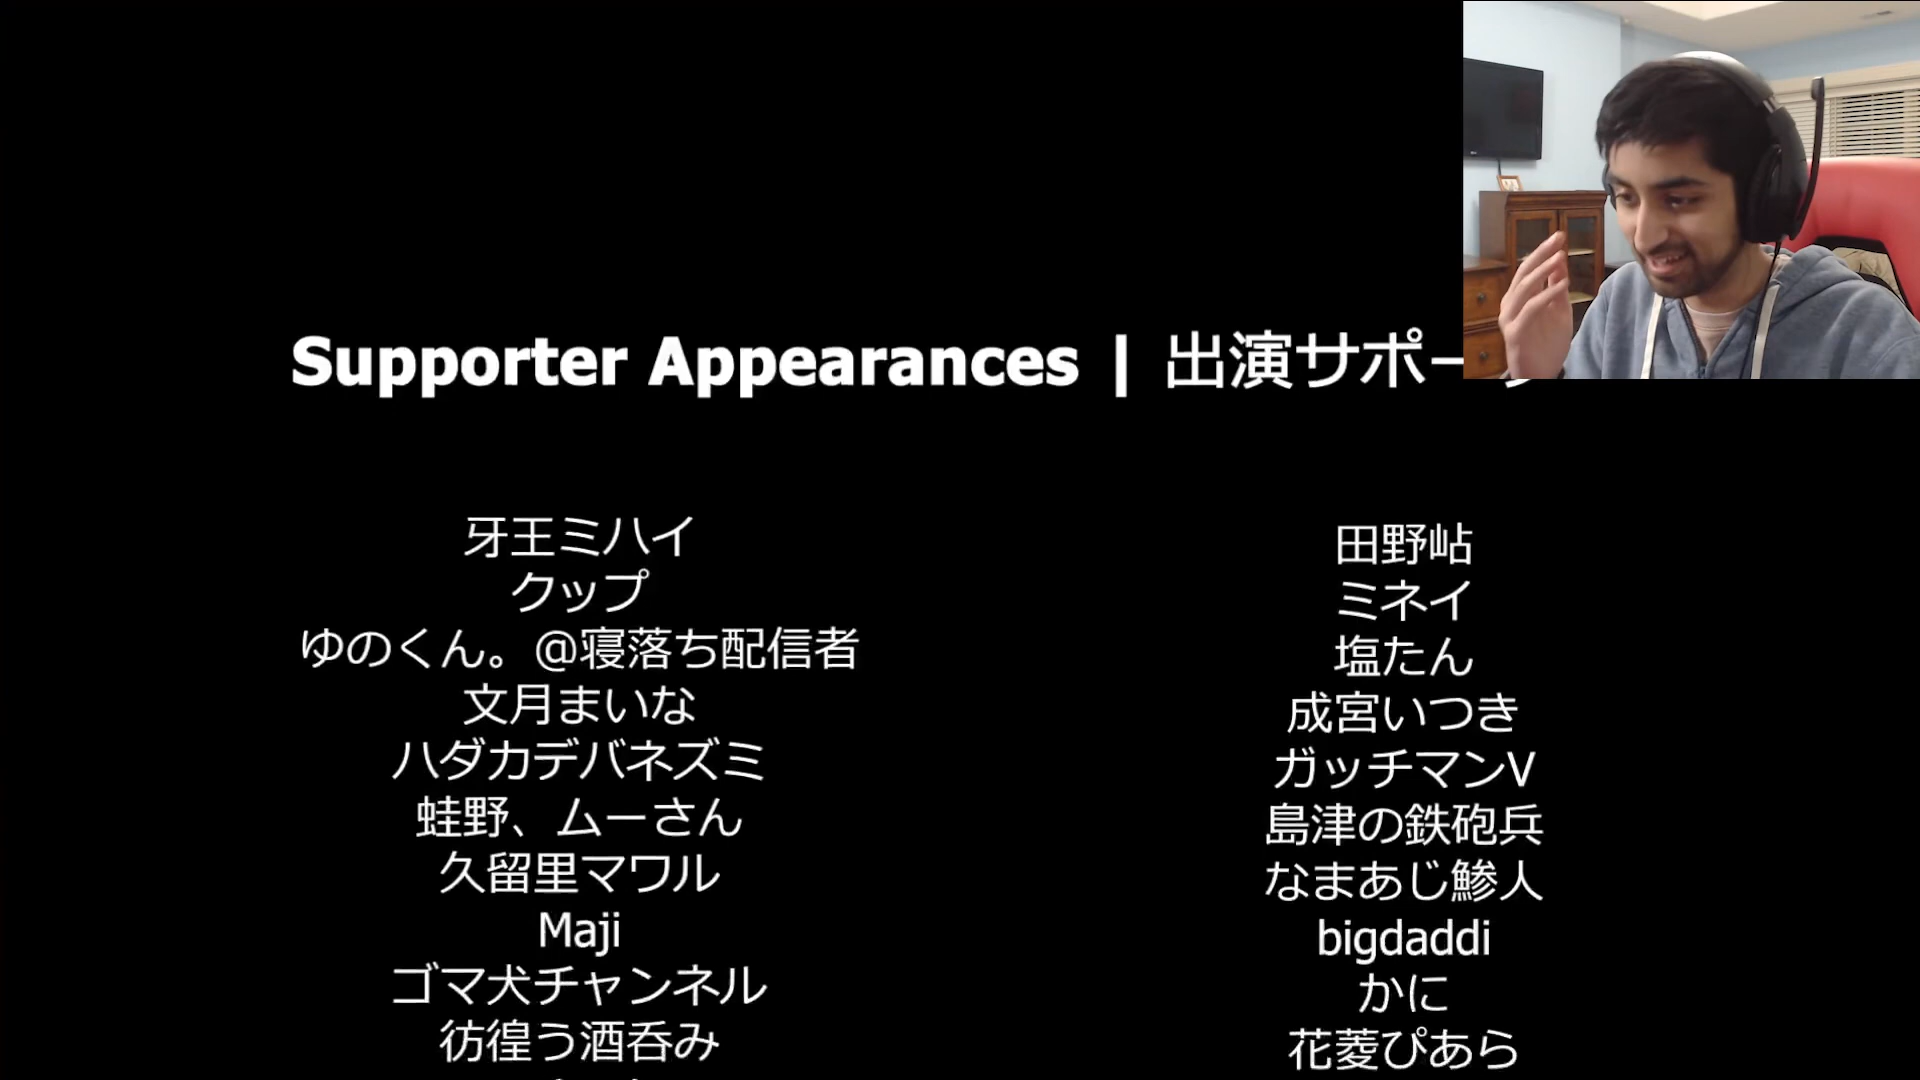 Supporter Appearances | 出演サポー
牙王ミハイ
クップ
ゆのくん。@寝落ち配信者
文月まいな
ハダカデバネズミ
蛙野、ムーさん
久留里マワル
Maji
ゴマ犬チャンネル
彷徨う酒呑み
田野岾
ミネイ
塩たん
成宮いつき
ガッチマンV
島津の鉄砲兵
なまあじ鯵人
bigdaddi
かに
花菱ぴあら